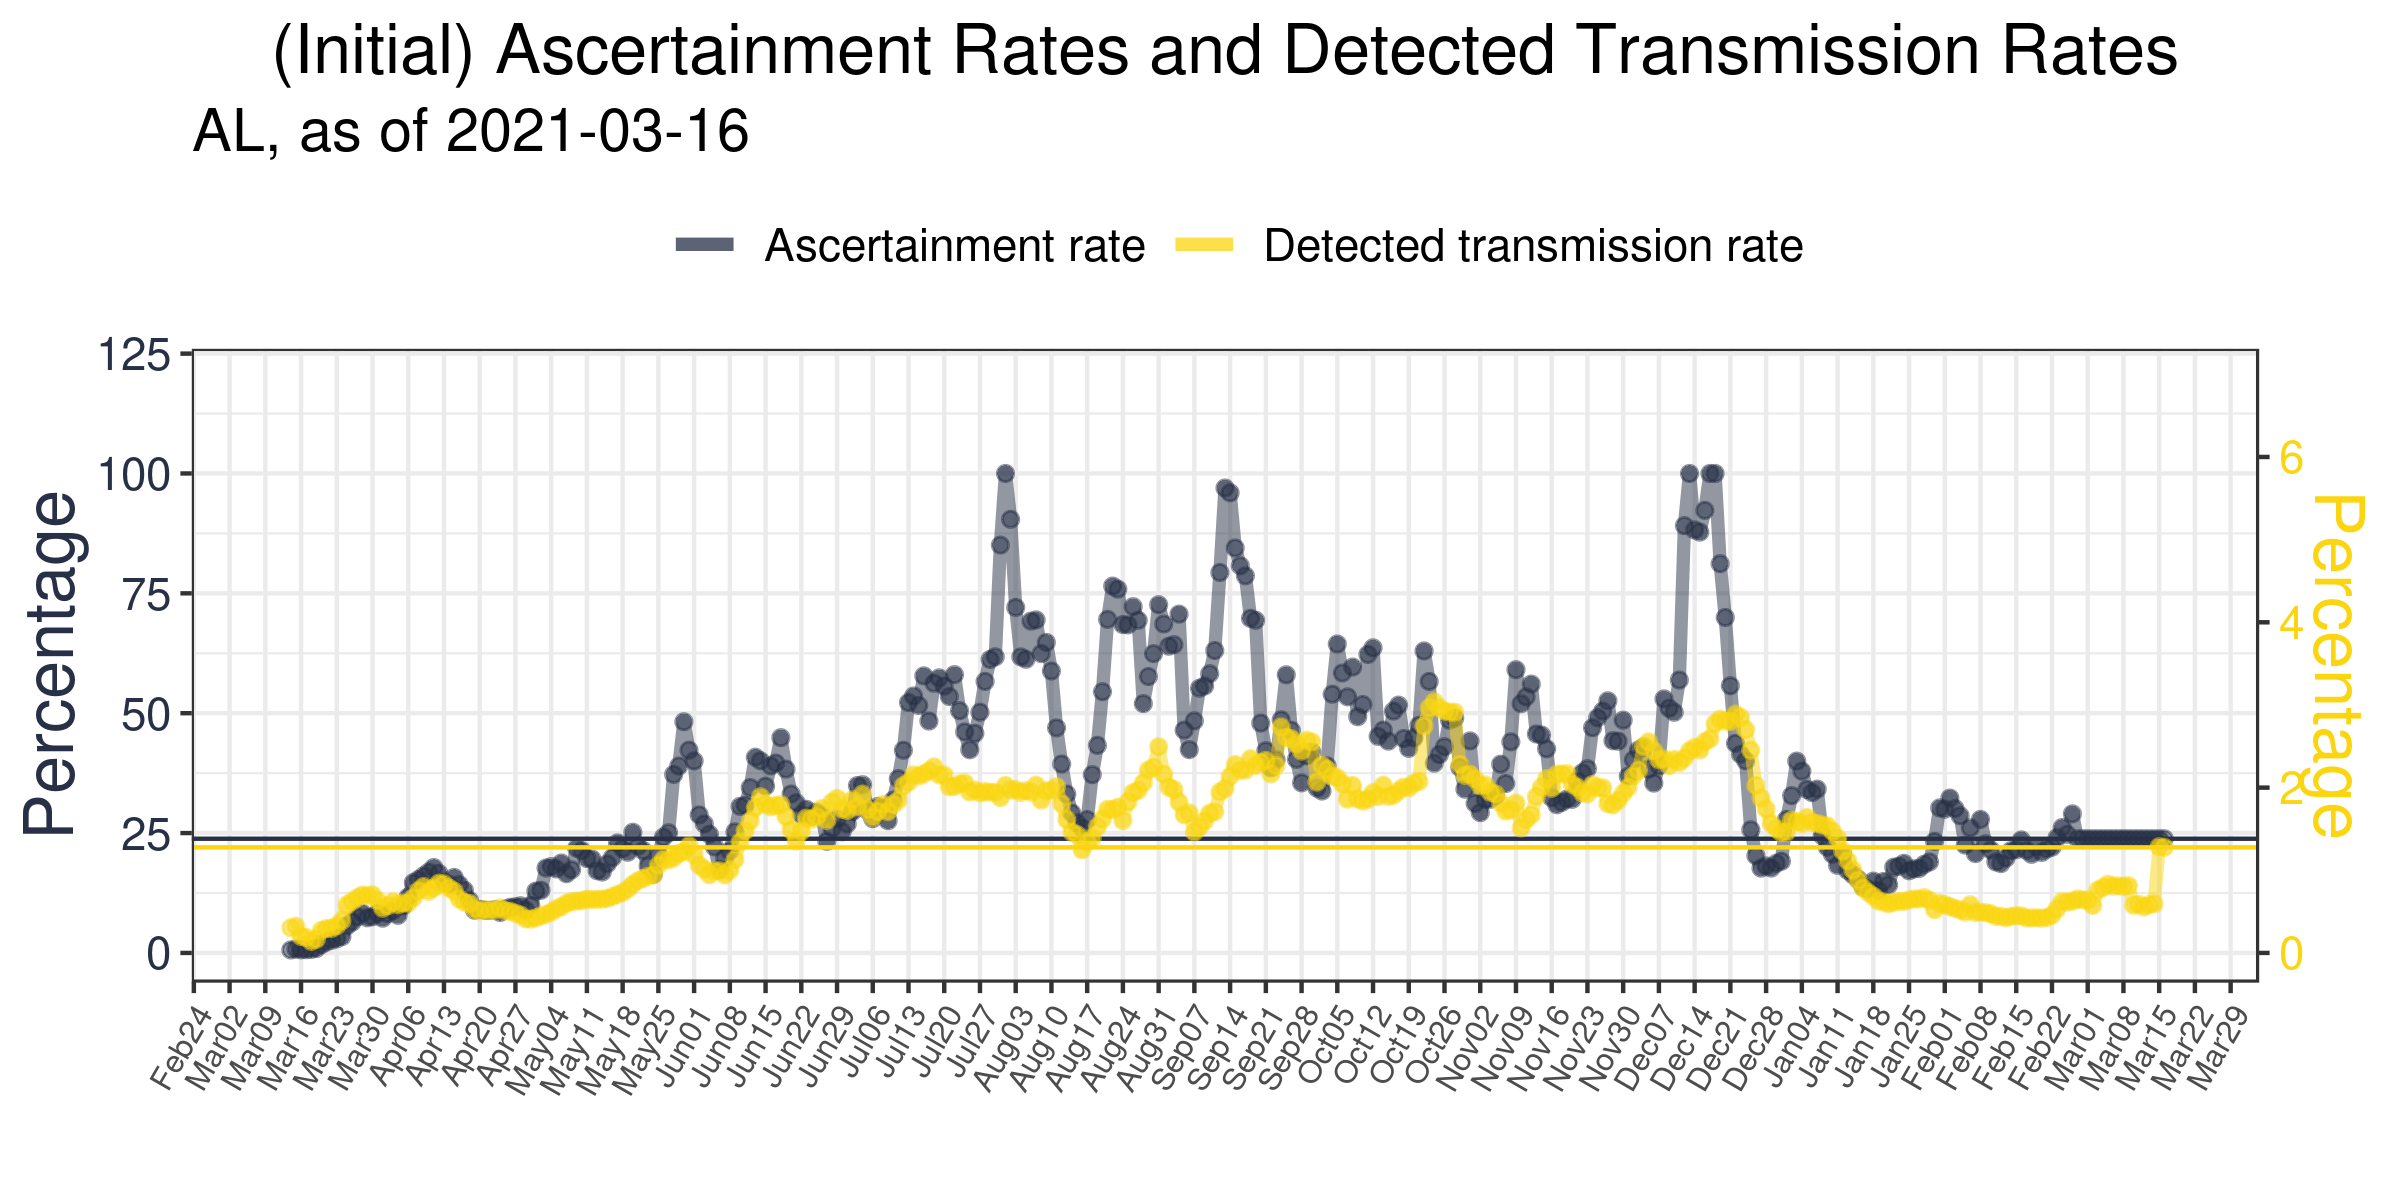 (Initial) Ascertainment Rates and Detected Transmission Rates
AL, as of 2021-03-16
Ascertainment rate
Detected transmission rate
Percentage
125
100
75
50
25
0
6
4
2
0
Percentage
Feb24
Mar02
Mar09
Mar16
Mar23
Mar30
Apr06
Apr13
Apr20
Apr27
May04
May11
May18
May25
Jun01
Jun08
Jun15
Jun22
Jun29
Jul06
Jul13
Jul20
Jul27
Aug03
Aug10
Aug17
Aug24
Aug31
Sep07
Sep14
Sep21
Sep28
Oct05
Oct12
Oct19
Oct26
Nov02
Nov09
Nov16
Nov23
Nov30
Dec07
Dec14
Dec21
Dec28
Jan04
Jan11
Jan18
Jan25
Feb01
Feb08
Feb15
Feb22
Mar01
Mar08
Mar15
Mar22
Mar29